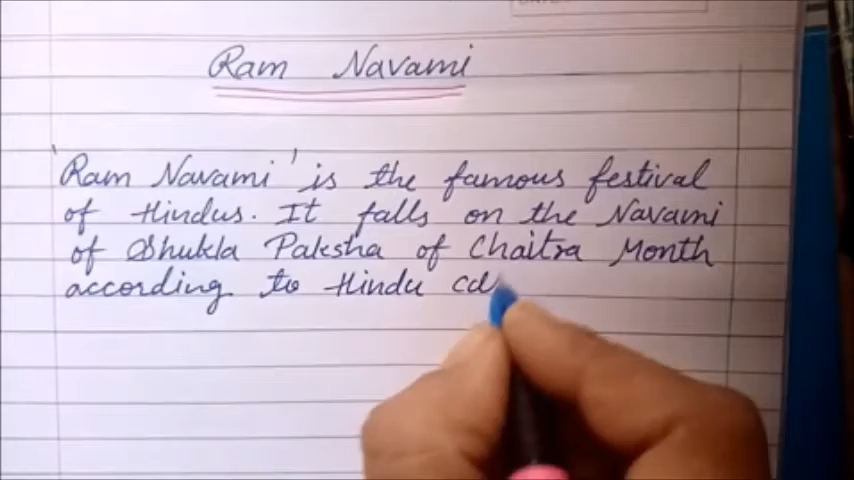 Ram Navami
'Ram Navami' is the famous festival
of Hindus. It falls on the Navami
of Shukla Paksha of Chaitra Month
according to Hindu